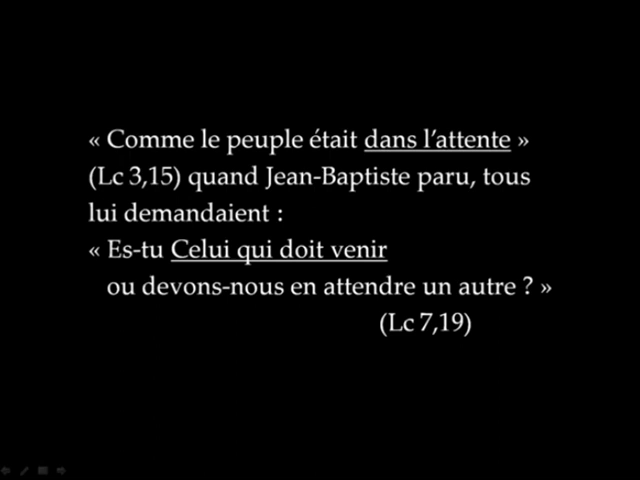 « Comme le peuple était dans l’attente »
(Lc 3,15) quand Jean-Baptiste paru, tous
lui demandaient :
« Es-tu Celui qui doit venir
ou devons-nous en attendre un autre ? »
(Lc 7,19)